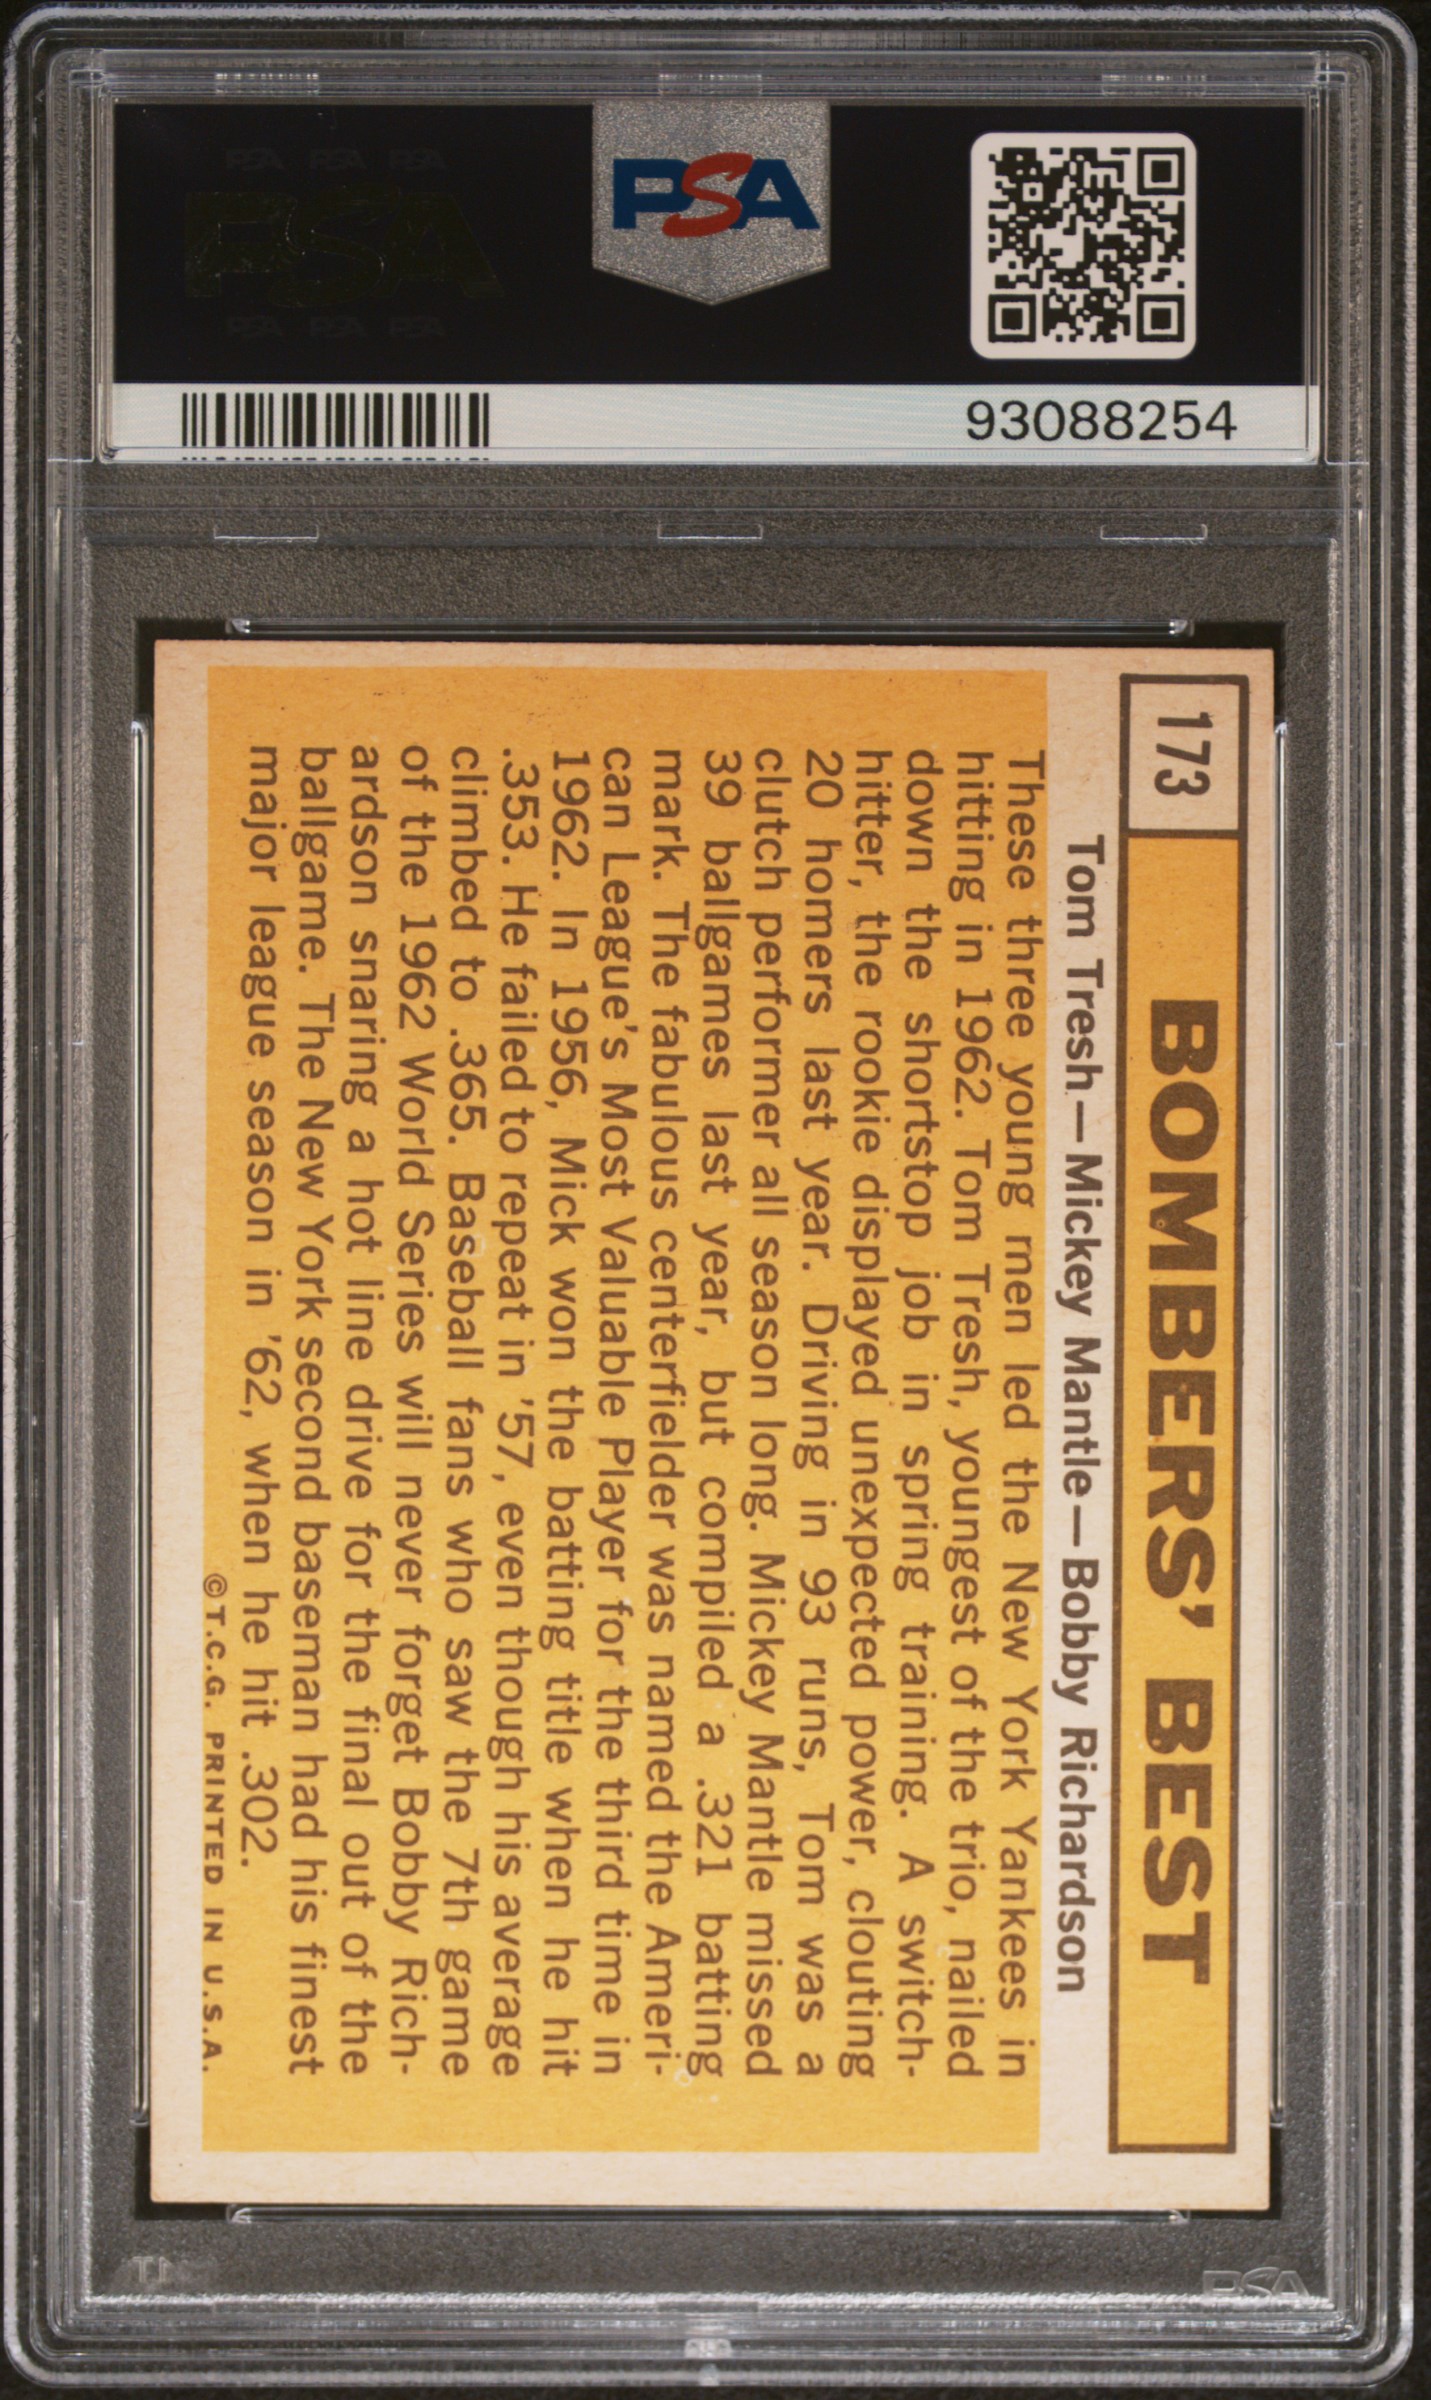 PSA PSA PSA
PSA
PSA PSA PSA
PSA
93088254
173
BOMBERS' BEST
Tom Tresh—Mickey Mantle—Bobby Richardson
These three young men led the New York Yankees in
hitting in 1962. Tom Tresh, youngest of the trio, nailed
down the shortstop job in spring training. A switch-
hitter, the rookie displayed unexpected power, clouting
20 homers last year. Driving in 93 runs, Tom was a
clutch performer all season long. Mickey Mantle missed
39 ballgames last year, but compiled a .321 batting
mark. The fabulous centerfielder was named the Ameri-
can League's Most Valuable Player for the third time in
1962. In 1956, Mick won the batting title when he hit
.353. He failed to repeat in '57, even though his average
climbed to .365. Baseball fans who saw the 7th game
of the 1962 World Series will never forget Bobby Rich-
ardson snaring a hot line drive for the final out of the
ballgame. The New York second baseman had his finest
major league season in '62, when he hit .302.
©T.C.G. PRINTED IN U.S.A.
PSA